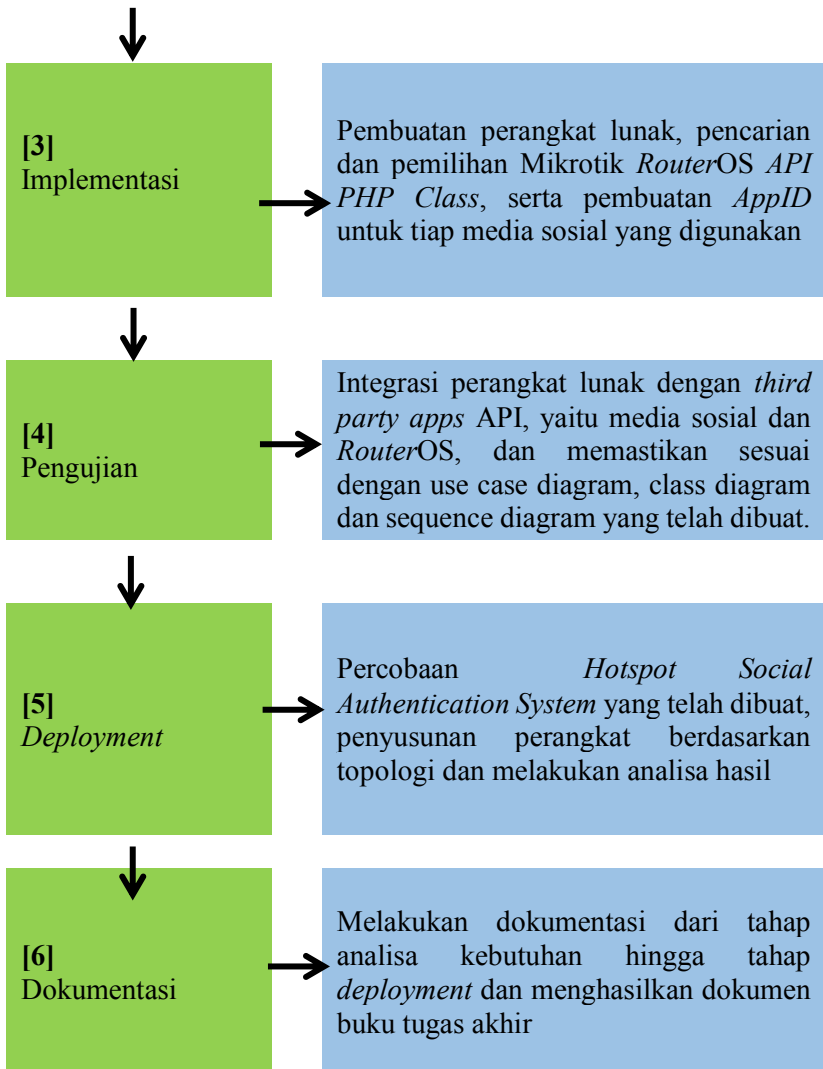 [3]
Implementasi
Pembuatan perangkat lunak, pencarian
dan pemilihan Mikrotik RouterOS API
PHP Class, serta pembuatan AppID
untuk tiap media sosial yang digunakan
[4]
Pengujian
Integrasi perangkat lunak dengan third
party apps API, yaitu media sosial dan
RouterOS, dan memastikan sesuai
dengan use case diagram, class diagram
dan sequence diagram yang telah dibuat.
[5]
Deployment
Percobaan Hotspot Social
Authentication System yang telah dibuat,
penyusunan perangkat berdasarkan
topologi dan melakukan analisa hasil
[6]
Dokumentasi
Melakukan dokumentasi dari tahap
analisa kebutuhan hingga tahap
deployment dan menghasilkan dokumen
buku tugas akhir